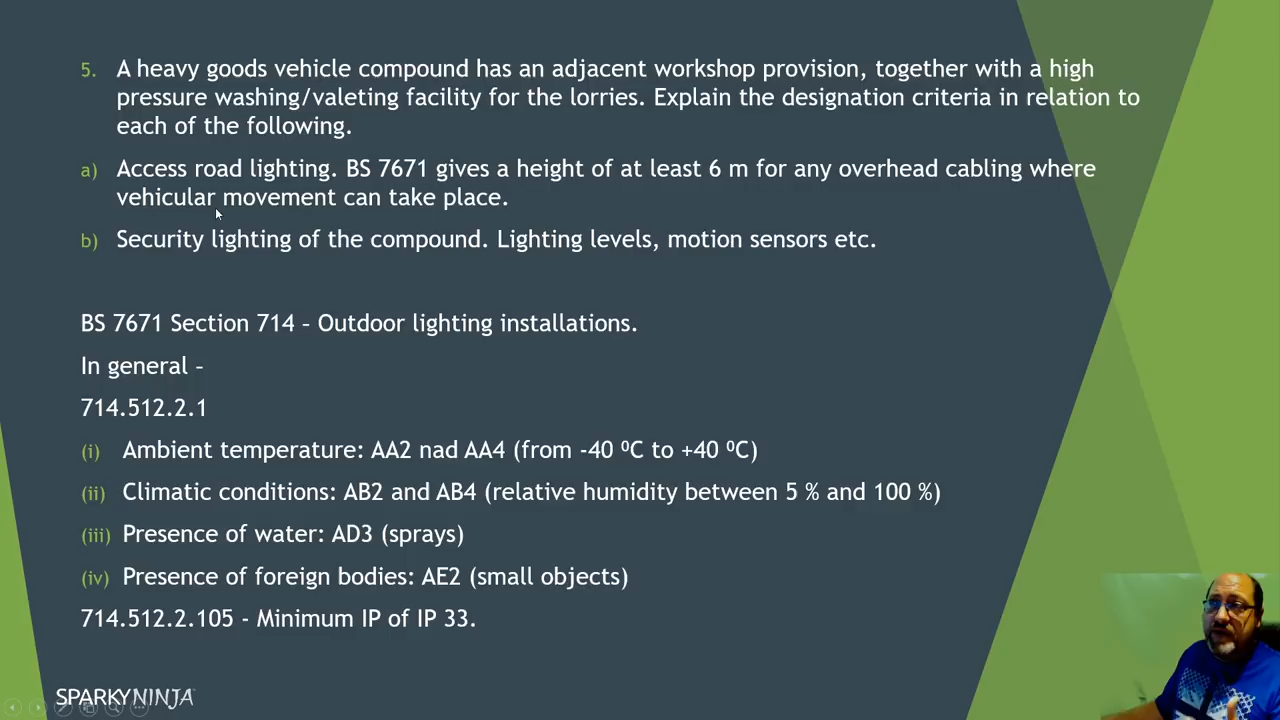 5. A heavy goods vehicle compound has an adjacent workshop provision, together with a high
pressure washing/valeting facility for the lorries. Explain the designation criteria in relation to
each of the following.
a) Access road lighting. BS 7671 gives a height of at least 6 m for any overhead cabling where
vehicular movement can take place.
b) Security lighting of the compound. Lighting levels, motion sensors etc.
BS 7671 Section 714 – Outdoor lighting installations.
In general –
714.512.2.1
(i) Ambient temperature: AA2 nad AA4 (from -40 ⁰C to +40 ⁰C)
(ii) Climatic conditions: AB2 and AB4 (relative humidity between 5 % and 100 %)
(iii) Presence of water: AD3 (sprays)
(iv) Presence of foreign bodies: AE2 (small objects)
714.512.2.105 - Minimum IP of IP 33.
SPARKYNINJA